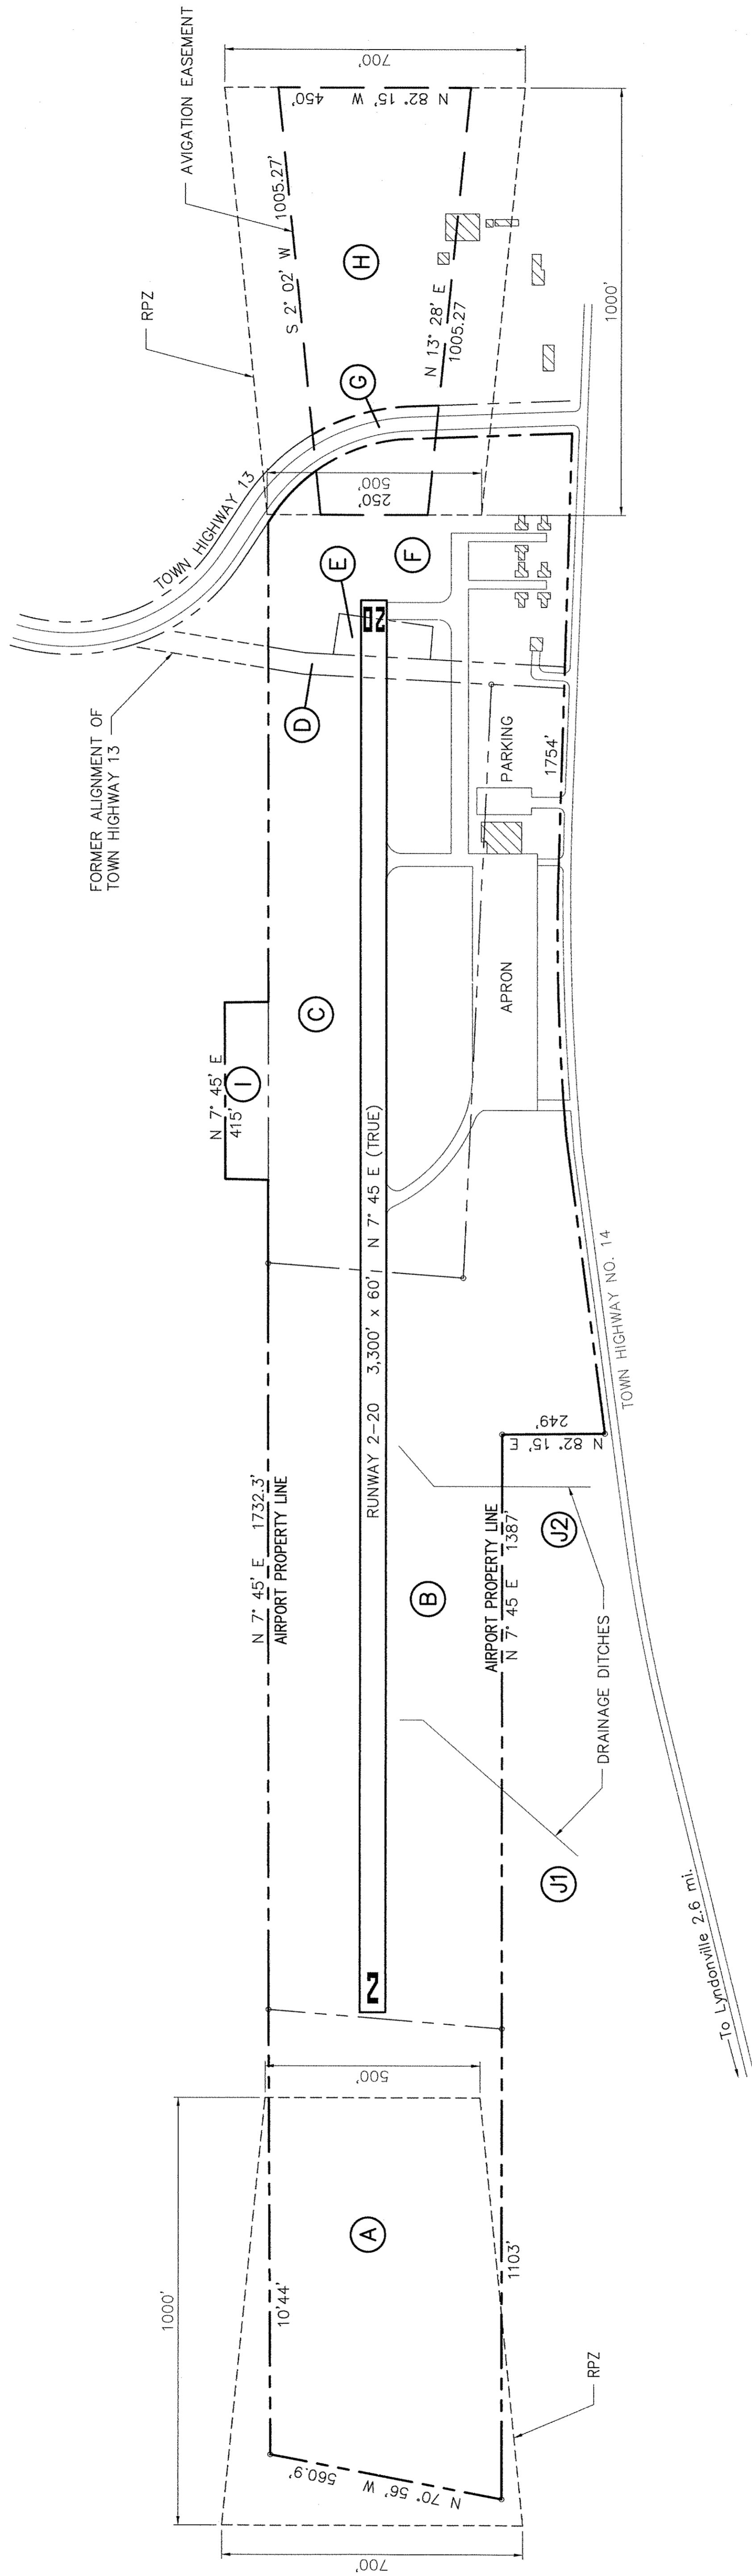 FORMER ALIGNMENT OF
TOWN HIGHWAY 13
RPZ
AVIGATION EASEMENT
TOWN HIGHWAY 13
1000'
N 7° 45' E
415'
I
N 7° 45' E 1732.3'
AIRPORT PROPERTY LINE
10'44'
700'
N 70° 56' W 560.9'
A
500'
2
RUNWAY 2-20 3,300' x 60' N 7° 45 E (TRUE)
20
C
D
E
F
G
H
250'
500'
S 2° 02' W 1005.27'
N 82° 15' W 450'
700'
N 13° 28' E
1005.27
1103'
B
AIRPORT PROPERTY LINE
N 7° 45 E 1387'
N 82° 15' E
249'
APRON
PARKING
1754'
1000'
J1
J2
DRAINAGE DITCHES
TOWN HIGHWAY NO. 14
RPZ
To Lyndonville 2.6 mi.